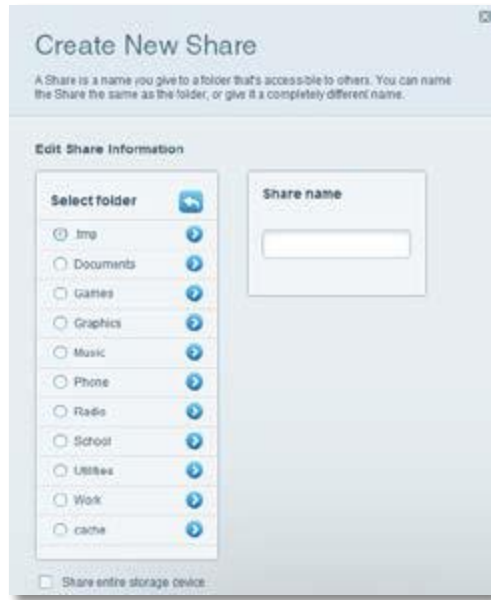 Create New Share
A Share is a name you give to a folder that's accessible to others. You can name
the Share the same as the folder, or give it a completely different name.
Edit Share Information
Select folder
.tmp
Documents
Games
Graphics
Music
Phone
Radio
School
Utilities
Work
cache
Share entire storage device
Share name